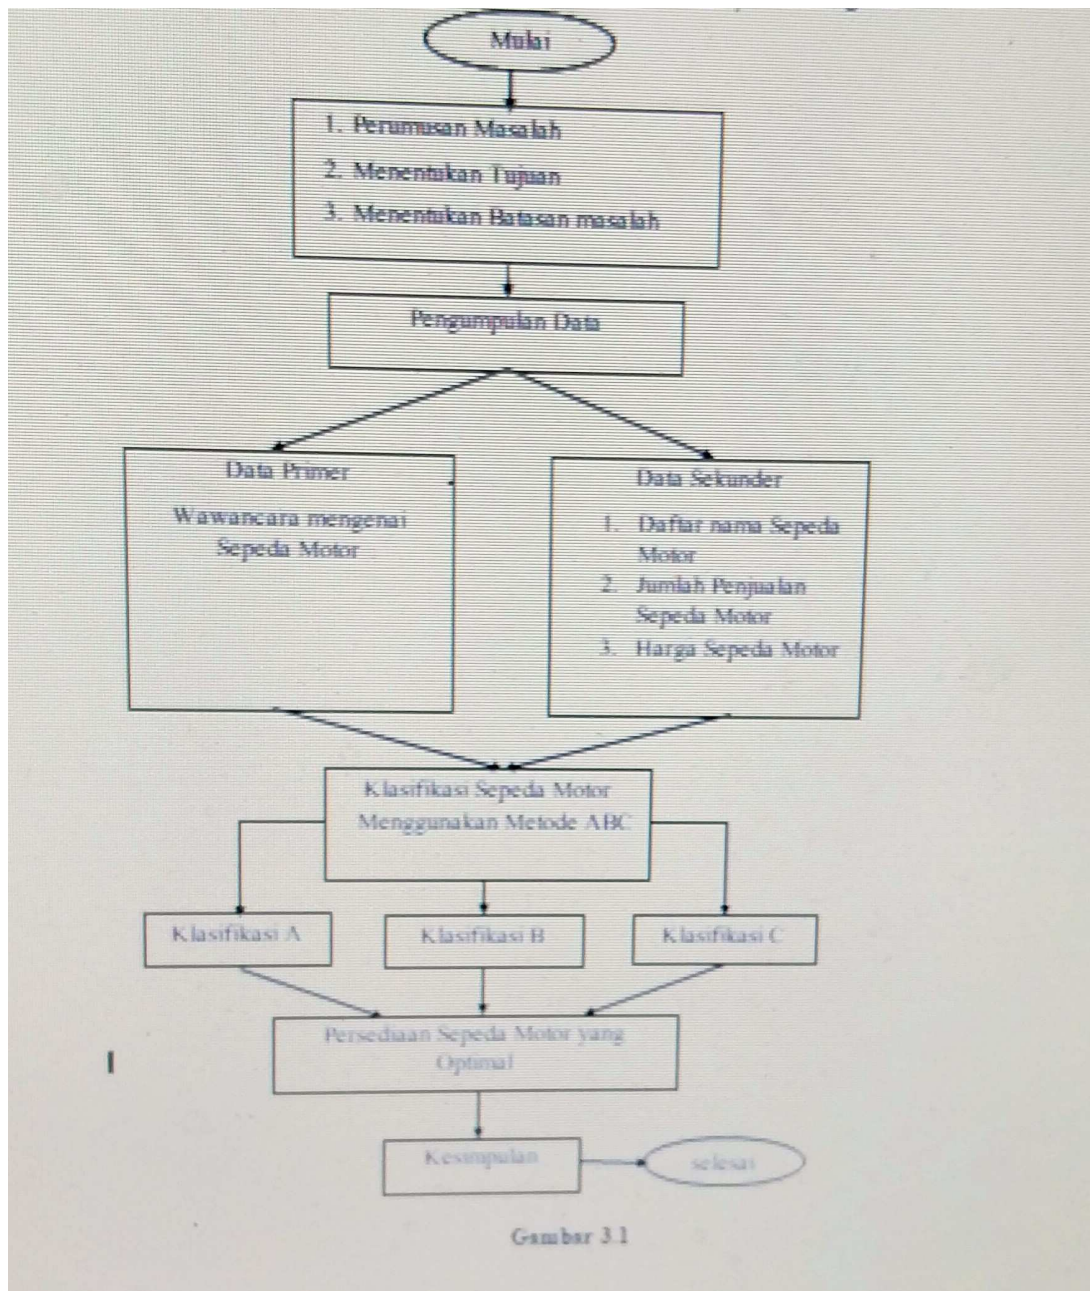 Mulai
1. Perumusan Masalah
2. Menentukan Tujuan
3. Menentukan Batasan masalah
Pengumpulan Data
Data Primer
Wawancara mengenai
Sepeda Motor
Data Sekunder
1. Daftar nama Sepeda
Motor
2. Jumlah Penjualan
Sepeda Motor
3. Harga Sepeda Motor
Klasifikasi Sepeda Motor
Menggunakan Metode ABC
Klasifikasi A
Klasifikasi B
Klasifikasi C
Persediaan Sepeda Motor yang
Optimal
Kesimpulan
selesai
Gambar 3.1